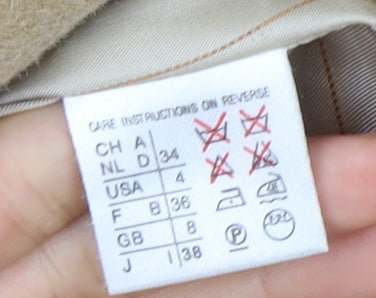 CARE INSTRUCTIONS ON REVERSE
CH A
NL D 34
USA 4
F B 36
GB 8
J I 38
P